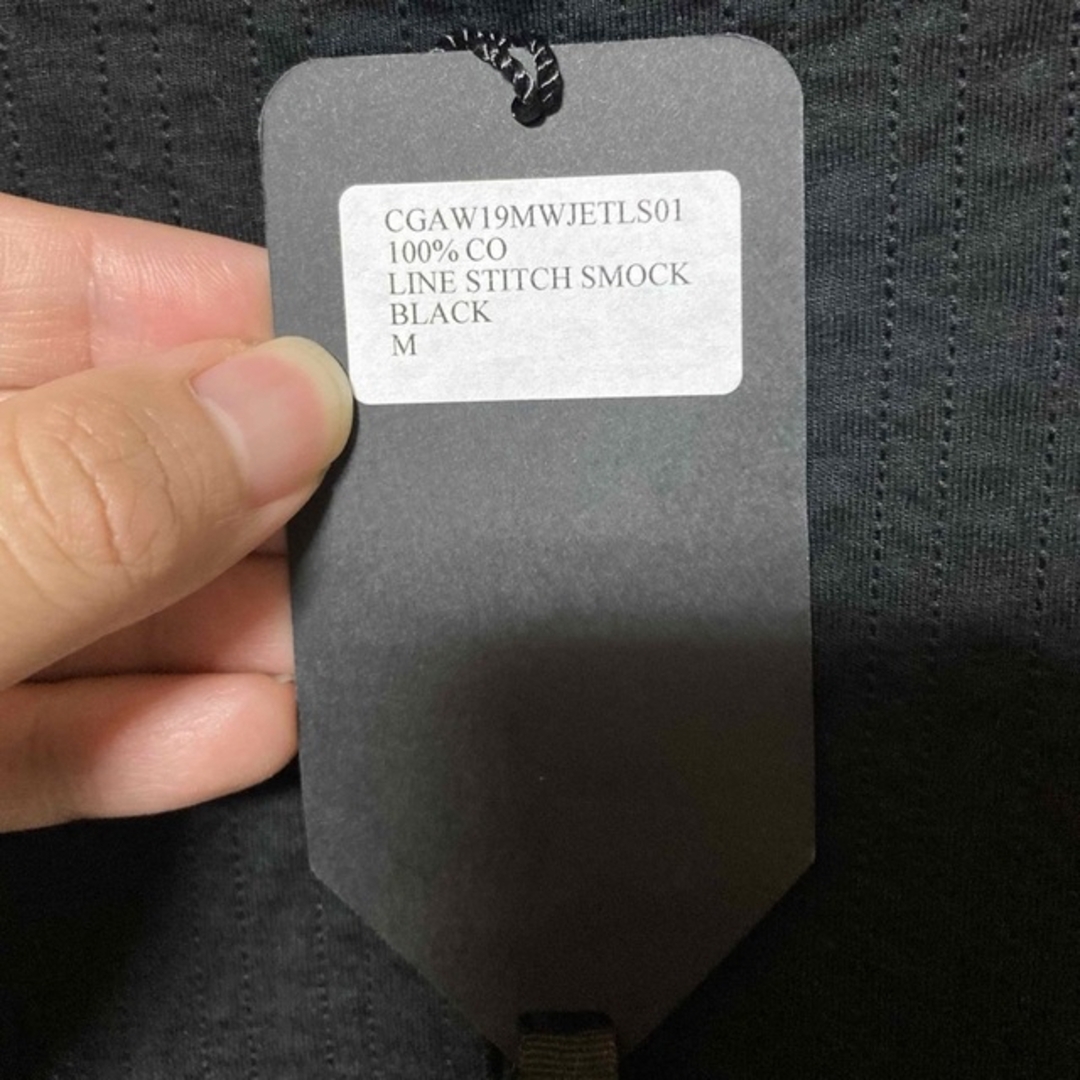 CGAW19MWJETLS01
100% CO
LINE STITCH SMOCK
BLACK
M